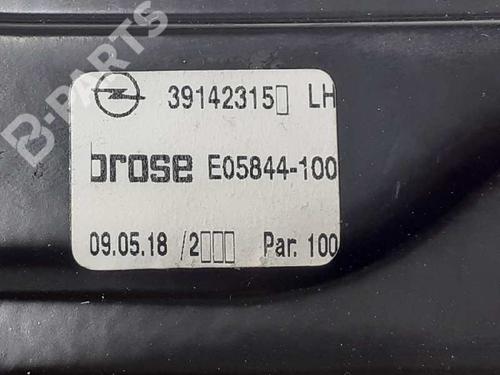 39142315▯ LH
brose E05844-100
09.05.18 /2▯▯▯ Par. 100
B-PARTS